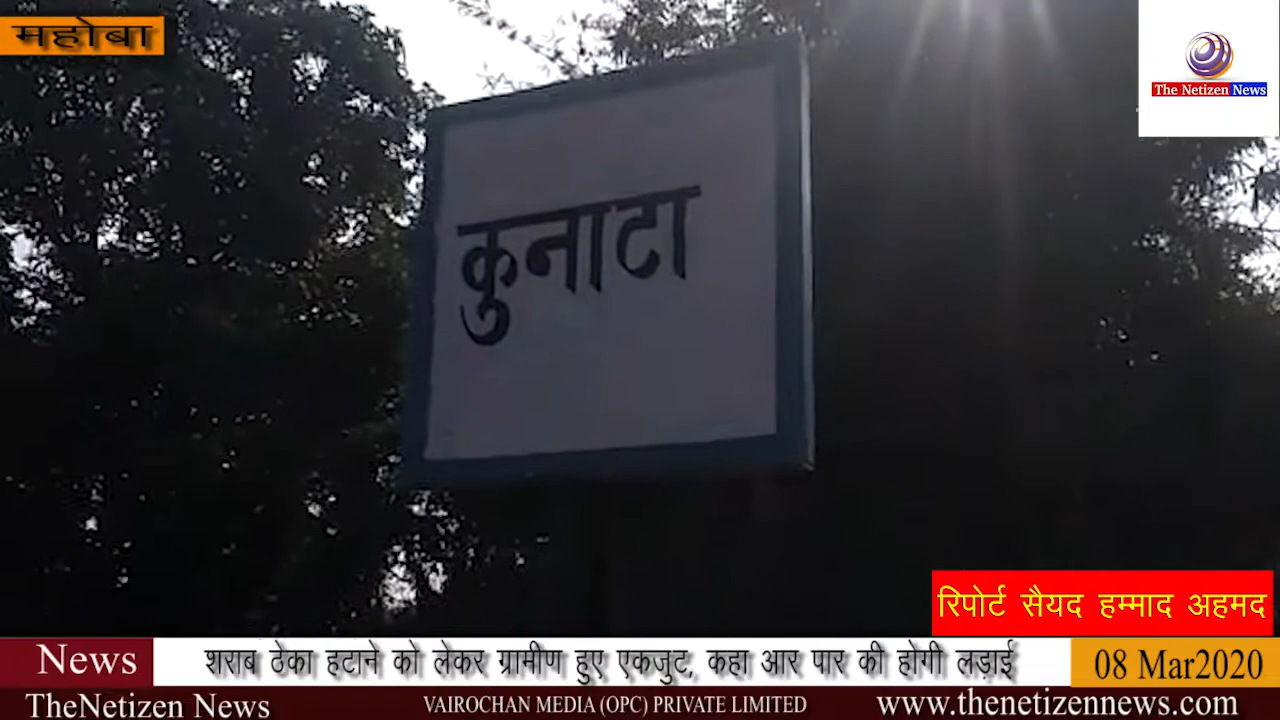 महोबा
The Netizen News
कुनाटा
रिपोर्ट सैयद हम्माद अहमद
News
शराब ठेका हटाने को लेकर ग्रामीण हुए एकजुट, कहा आर पार की होगी लड़ाई
08 Mar2020
TheNetizen News
VAIROCHAN MEDIA (OPC) PRIVATE LIMITED
www.thenetizennews.com